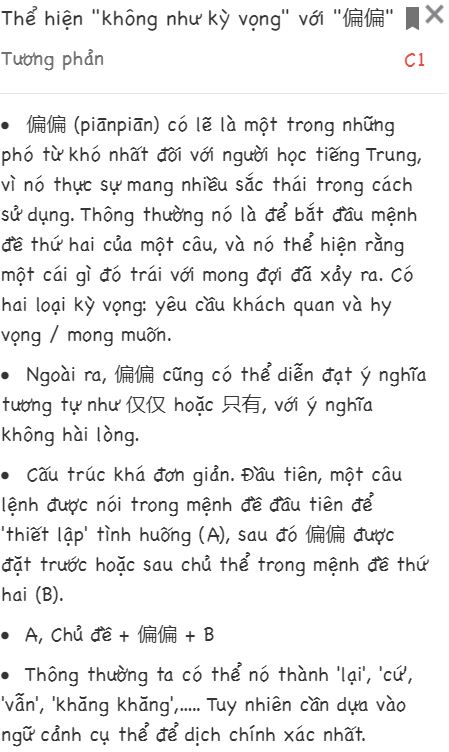 Thể hiện "không như kỳ vọng" với "偏偏"
Tương phản
C1
• 偏偏 (piānpiān) có lẽ là một trong những
phó từ khó nhất đối với người học tiếng Trung,
vì nó thực sự mang nhiều sắc thái trong cách
sử dụng. Thông thường nó là để bắt đầu mệnh
đề thứ hai của một câu, và nó thể hiện rằng
một cái gì đó trái với mong đợi đã xảy ra. Có
hai loại kỳ vọng: yêu cầu khách quan và hy
vọng / mong muốn.
• Ngoài ra, 偏偏 cũng có thể diễn đạt ý nghĩa
tương tự như 仅仅 hoặc 只有, với ý nghĩa
không hài lòng.
• Cấu trúc khá đơn giản. Đầu tiên, một câu
lệnh được nói trong mệnh đề đầu tiên để
'thiết lập' tình huống (A), sau đó 偏偏 được
đặt trước hoặc sau chủ thể trong mệnh đề thứ
hai (B).
• A, Chủ đề + 偏偏 + B
• Thông thường ta có thể nó thành 'lại', 'cứ',
'vẫn', 'khăng khăng',..... Tuy nhiên cần dựa vào
ngữ cảnh cụ thể để dịch chính xác nhất.